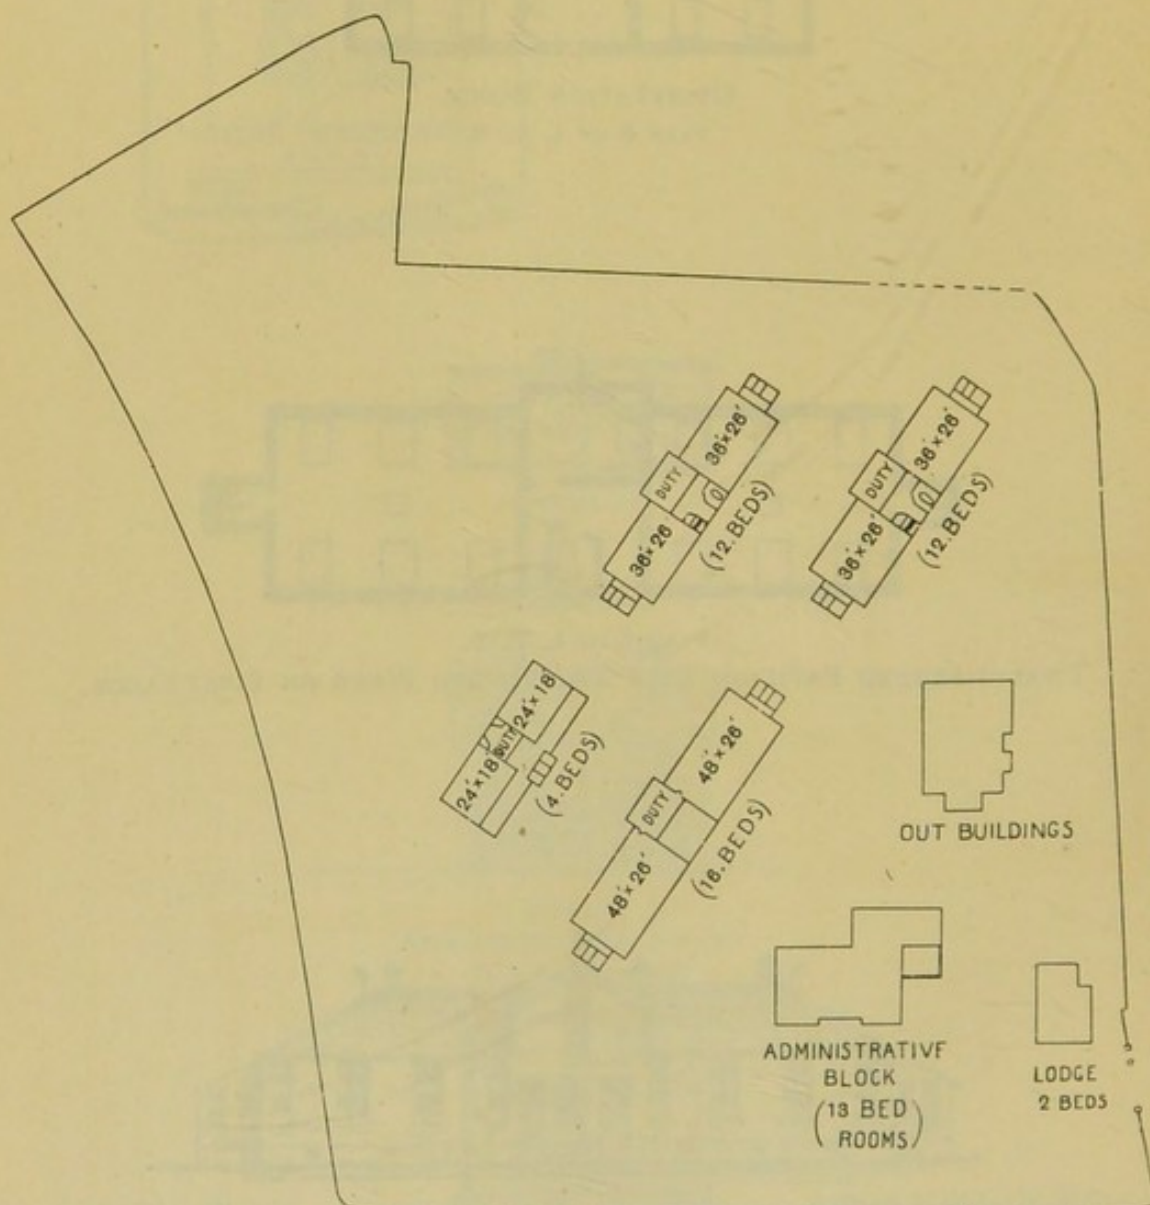 36'×26'
DUTY
36'×26
(12.BEDS)
36'×26'
DUTY
36'×26'
(12.BEDS)
24'×18'
DUTY
24'×18'
(4.BEDS)
48'×26'
DUTY
48'×26'
(16.BEDS)
OUT BUILDINGS
ADMINISTRATIVE
BLOCK
(13 BED
ROOMS)
LODGE
2 BEDS